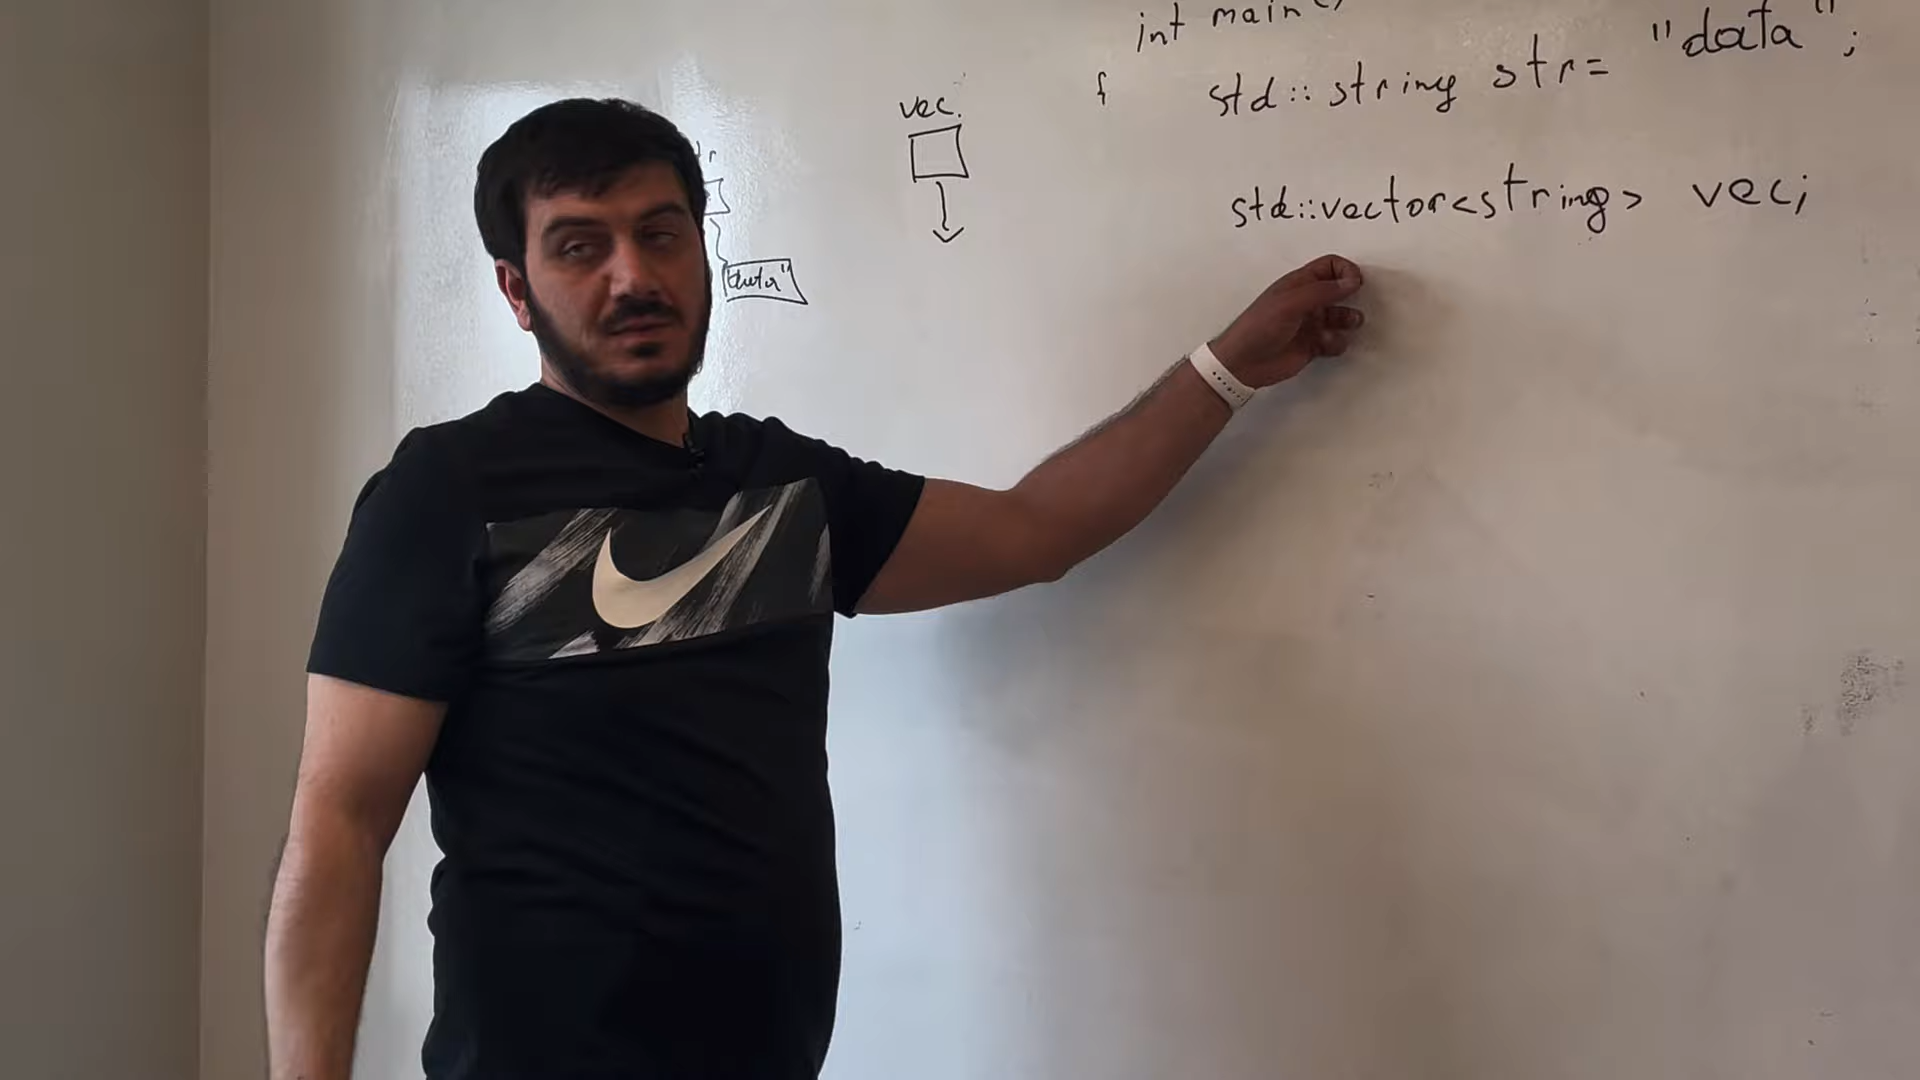 int main()
{ std::string str= "data";
std::vector<string> vec;
vec.
"data"